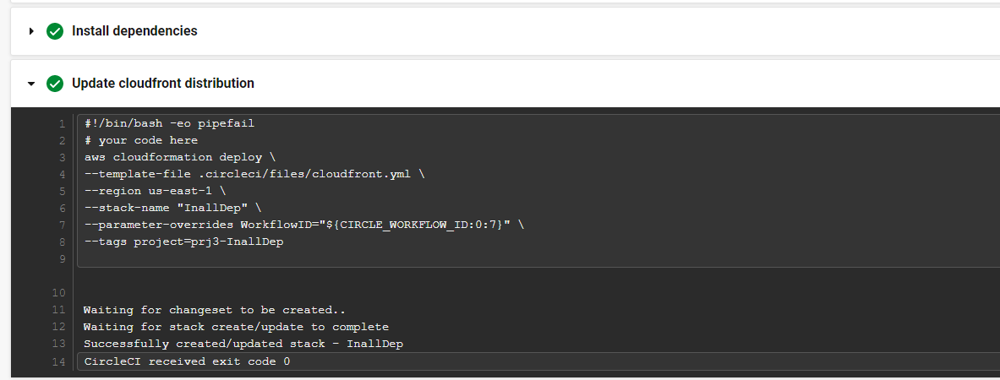 Install dependencies
Update cloudfront distribution
1 #!/bin/bash -eo pipefail
2 # your code here
3 aws cloudformation deploy \
4 --template-file .circleci/files/cloudfront.yml \
5 --region us-east-1 \
6 --stack-name "InallDep" \
7 --parameter-overrides WorkflowID="${CIRCLE_WORKFLOW_ID:0:7}" \
8 --tags project=prj3-InallDep
9
10
11 Waiting for changeset to be created..
12 Waiting for stack create/update to complete
13 Successfully created/updated stack - InallDep
14 CircleCI received exit code 0